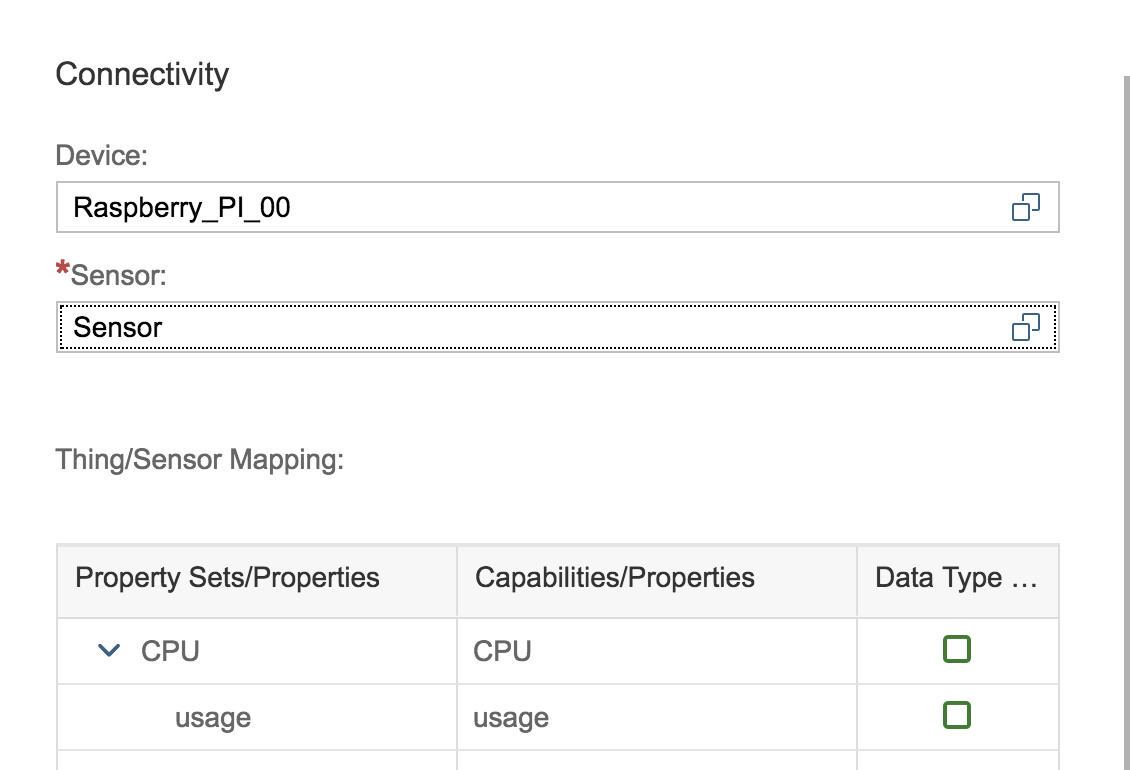 Connectivity
Device:
Raspberry_PI_00
*Sensor:
Sensor
Thing/Sensor Mapping:
Property Sets/Properties Capabilities/Properties Data Type ...
CPU CPU
usage usage